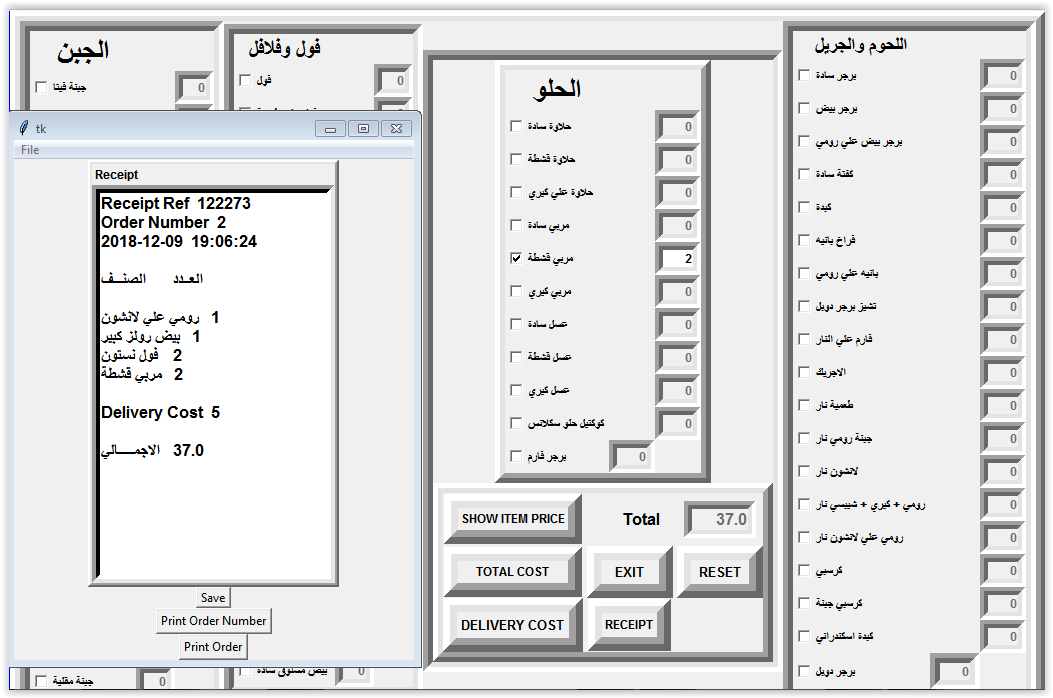 الجبن
جبنة فيتا
0
فول وفلافل
فول
0
tk
File
Receipt
Receipt Ref 122273
Order Number 2
2018-12-09 19:06:24
الصنـــف العـدد
رومي علي لانشون 1
بيض رولز كبير 1
فول نستون 2
مربي قشطة 2
Delivery Cost 5
الاجمــــالي 37.0
Save
Print Order Number
Print Order
جبنة مقلية
0
بيض مسلوق سادة
0
الحلو
حلاوة سادة
0
حلاوة قشطة
0
حلاوة علي كيري
0
مربي سادة
0
مربي قشطة
2
مربي كيري
0
عسل سادة
0
عسل قشطة
0
عسل كيري
0
كوكتيل حلو سكلانس
0
برجر فارم
0
SHOW ITEM PRICE
Total
37.0
TOTAL COST
EXIT
RESET
DELIVERY COST
RECEIPT
اللحوم والجريل
برجر سادة
0
برجر بيض
0
برجر بيض علي رومي
0
كفتة سادة
0
كبدة
0
فراخ بانيه
0
بانيه علي رومي
0
تشيز برجر دوبل
0
فارم علي النار
0
الاجريك
0
طعمية نار
0
جبنة رومي نار
0
لانشون نار
0
رومي + كيري + شيبسي نار
0
رومي علي لانشون نار
0
كرسبي
0
كرسبي جبنة
0
كبدة اسكندراني
0
برجر دوبل
0